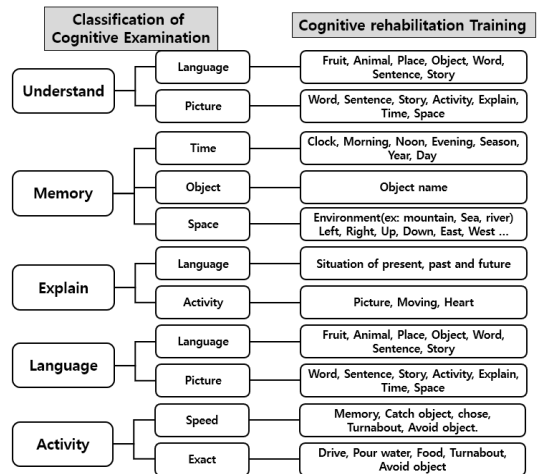 Classification of
Cognitive Examination
Cognitive rehabilitation Training
Understand
Language
Fruit, Animal, Place, Object, Word,
Sentence, Story
Picture
Word, Sentence, Story, Activity, Explain,
Time, Space
Memory
Time
Clock, Morning, Noon, Evening, Season,
Year, Day
Object
Object name
Space
Environment(ex: mountain, Sea, river)
Left, Right, Up, Down, East, West ...
Explain
Language
Situation of present, past and future
Activity
Picture, Moving, Heart
Language
Language
Fruit, Animal, Place, Object, Word,
Sentence, Story
Picture
Word, Sentence, Story, Activity, Explain,
Time, Space
Activity
Speed
Memory, Catch object, chose,
Turnabout, Avoid object.
Exact
Drive, Pour water, Food, Turnabout,
Avoid object